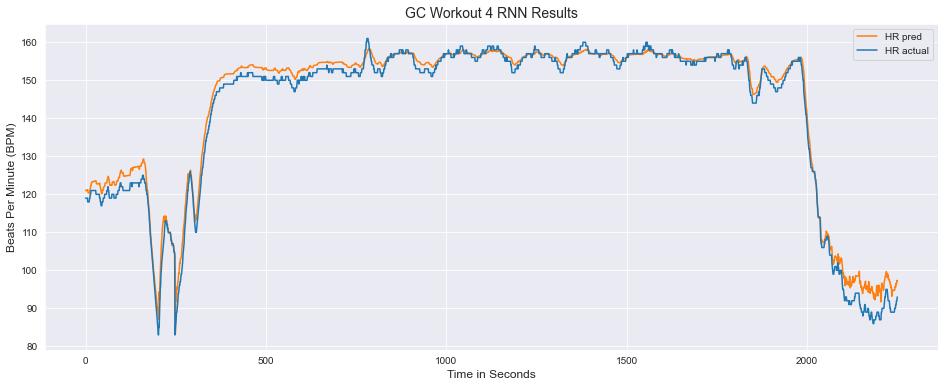 GC Workout 4 RNN Results
HR pred
HR actual
Beats Per Minute (BPM)
160
150
140
130
120
110
100
90
80
0
500
1000
1500
2000
Time in Seconds